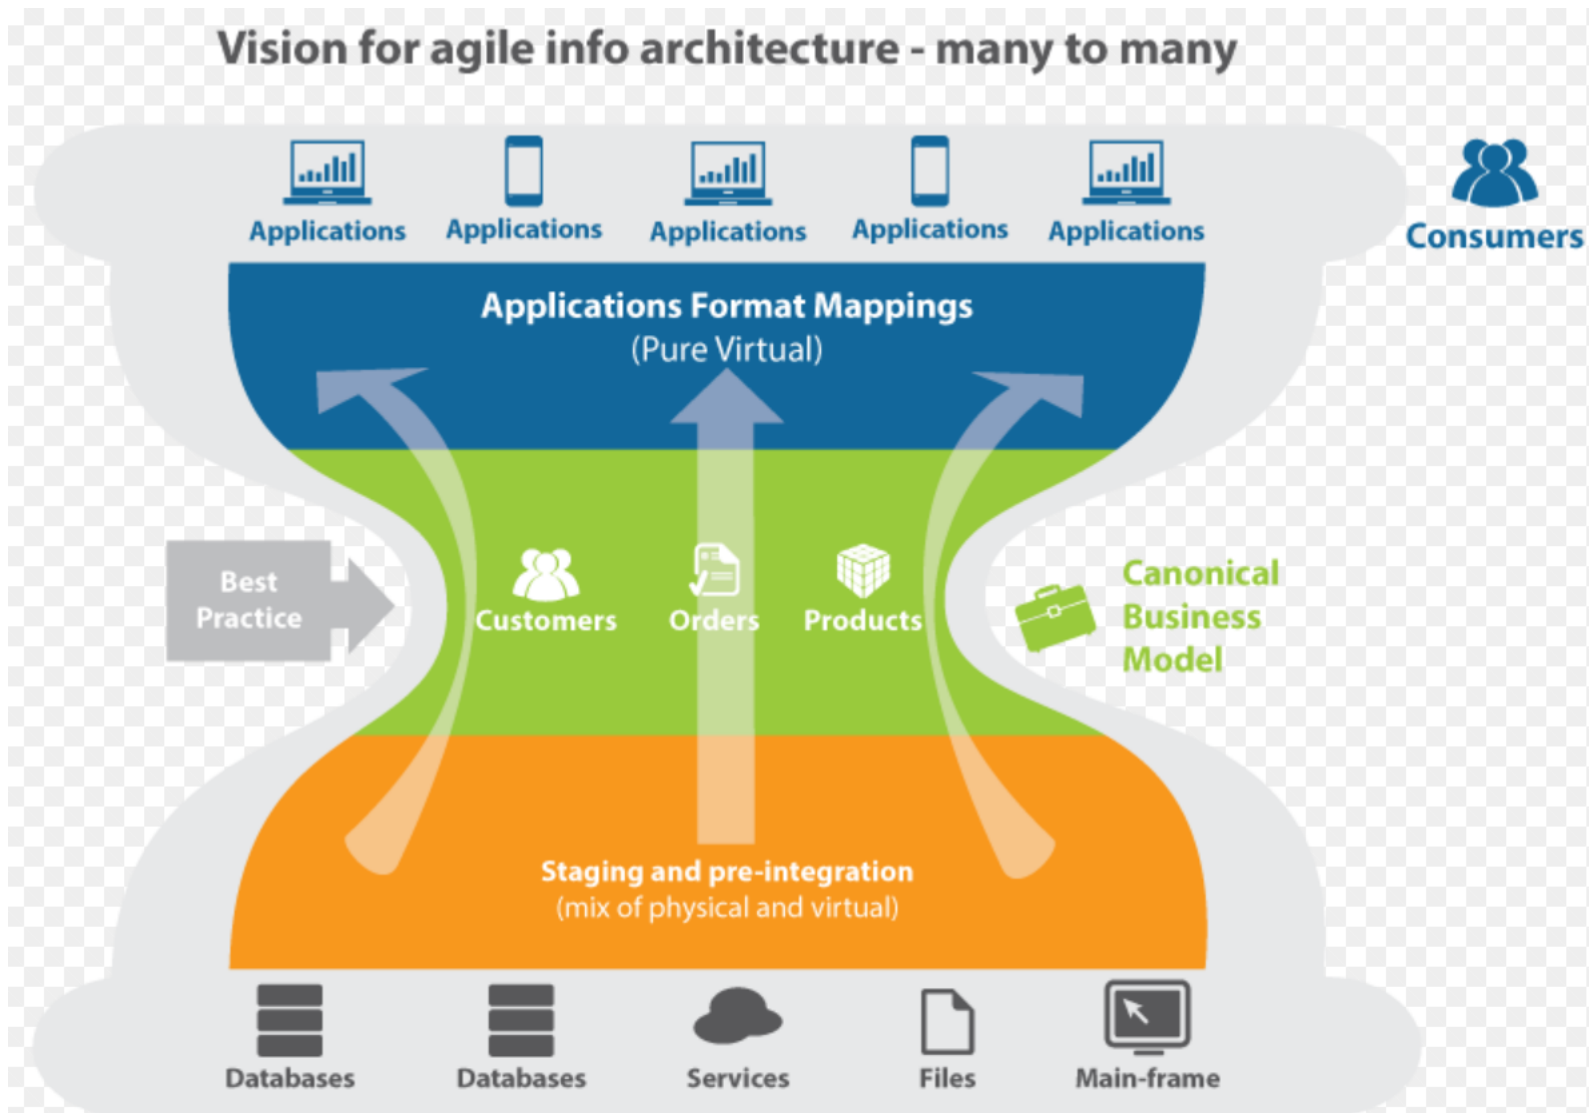 Vision for agile info architecture - many to many
Applications
Applications
Applications
Applications
Applications
Consumers
Applications Format Mappings
(Pure Virtual)
Best
Practice
Customers
Orders
Products
Canonical
Business
Model
Staging and pre-integration
(mix of physical and virtual)
Databases
Databases
Services
Files
Main-frame